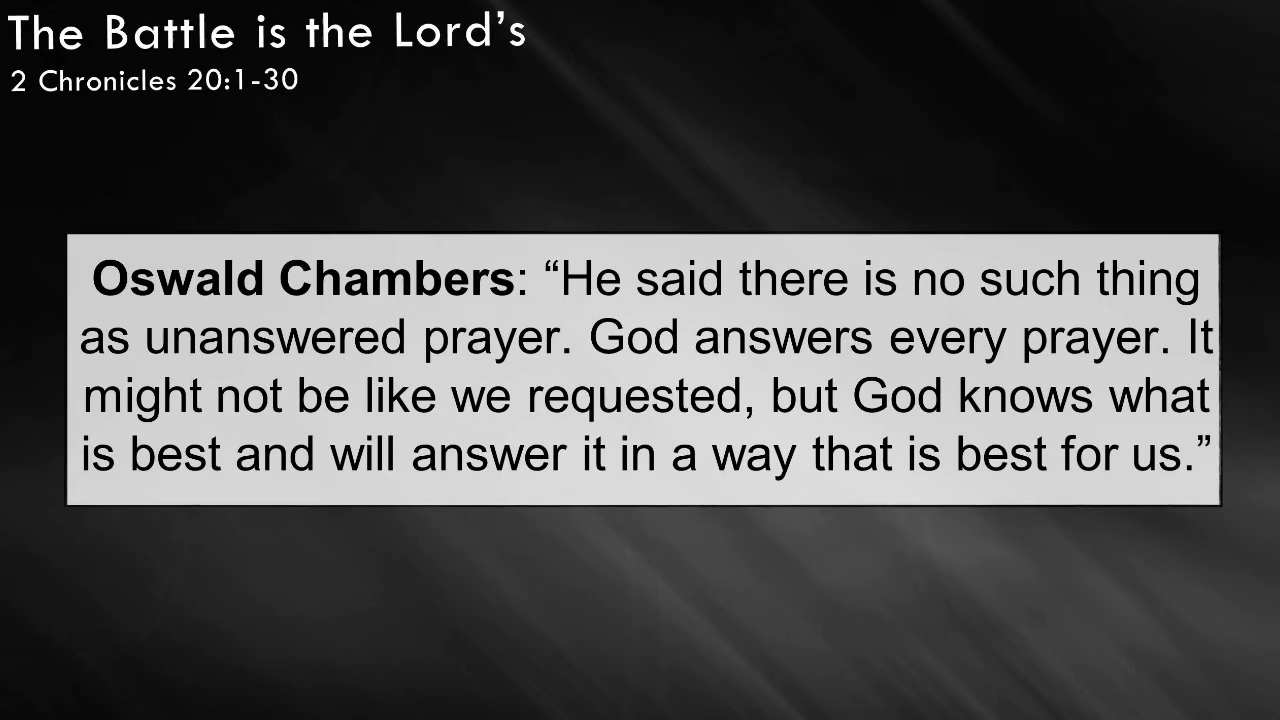 The Battle is the Lord’s
2 Chronicles 20:1-30
Oswald Chambers: “He said there is no such thing
as unanswered prayer. God answers every prayer. It
might not be like we requested, but God knows what
is best and will answer it in a way that is best for us.”